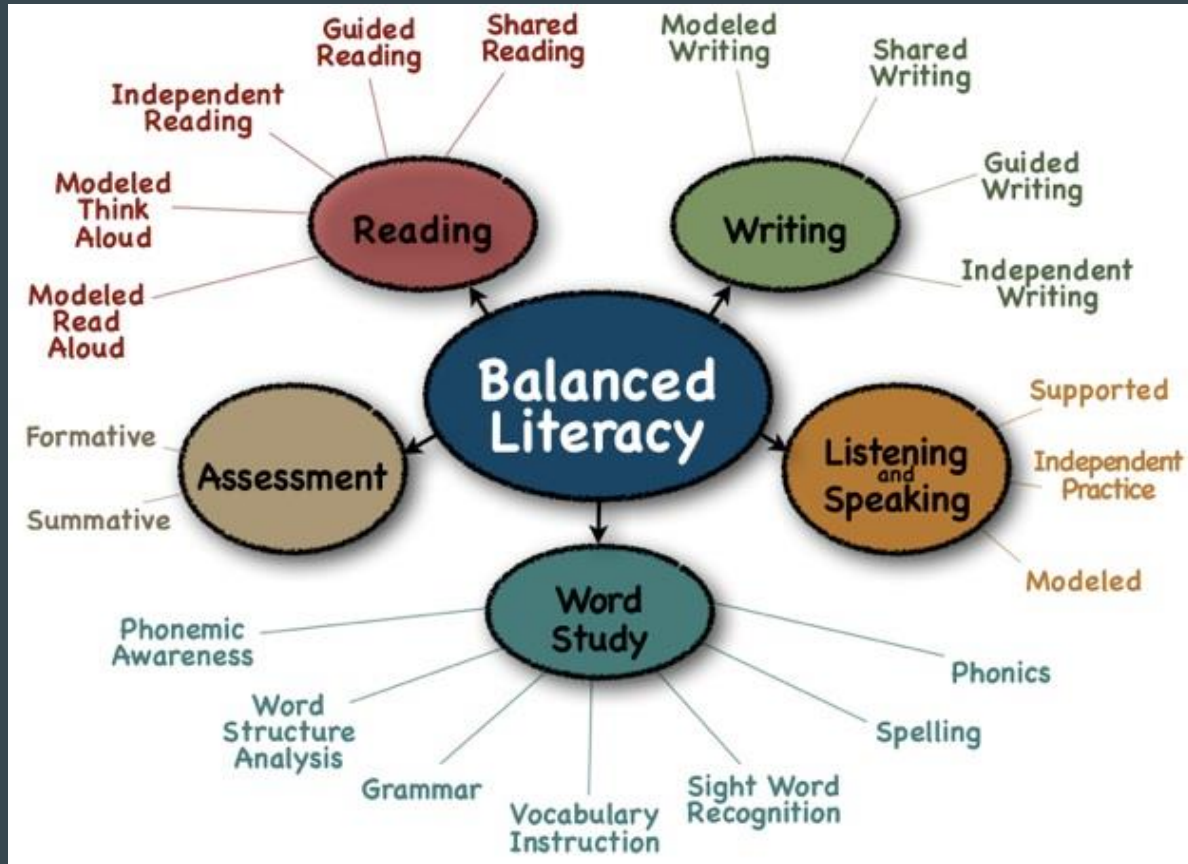 Guided
Reading
Shared
Reading
Modeled
Writing
Shared
Writing
Independent
Reading
Guided
Writing
Modeled
Think
Aloud
Reading
Writing
Independent
Writing
Modeled
Read
Aloud
Balanced
Literacy
Supported
Formative
Assessment
Summative
Listening
and
Speaking
Independent
Practice
Modeled
Word
Study
Phonemic
Awareness
Word
Structure
Analysis
Grammar
Vocabulary
Instruction
Sight Word
Recognition
Spelling
Phonics